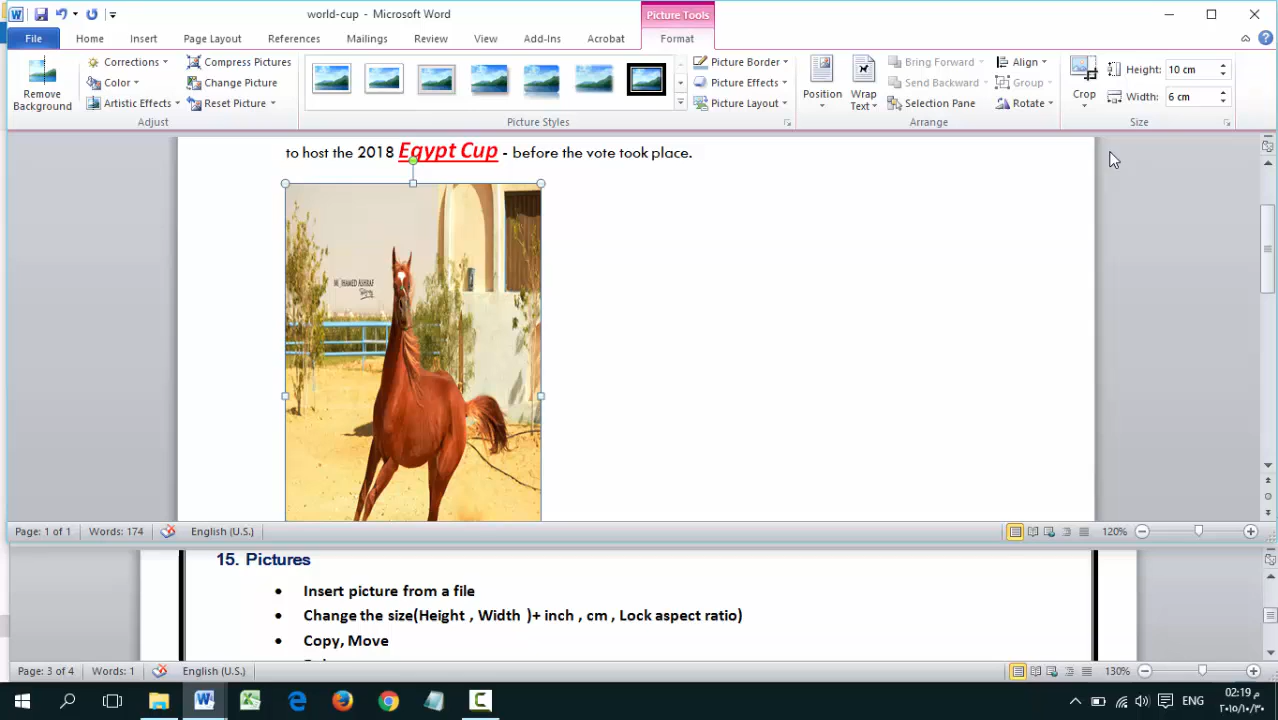 world-cup - Microsoft Word
Picture Tools
File Home Insert Page Layout References Mailings Review View Add-Ins Acrobat Format
Remove Background
Corrections
Color
Artistic Effects
Compress Pictures
Change Picture
Reset Picture
Adjust
Picture Border
Picture Effects
Picture Layout
Picture Styles
Position
Wrap Text
Bring Forward
Send Backward
Selection Pane
Align
Group
Rotate
Arrange
Crop
Height: 10 cm
Width: 6 cm
Size
to host the 2018 Egypt Cup - before the vote took place.
M_HAMED ASHRAF
Page: 1 of 1 Words: 174 English (U.S.) 120%
15. Pictures
• Insert picture from a file
• Change the size(Height , Width )+ inch , cm , Lock aspect ratio)
• Copy, Move
Page: 3 of 4 Words: 1 English (U.S.) 130%
ENG
02:19 م
٢٠١٥/١٠/٣٠